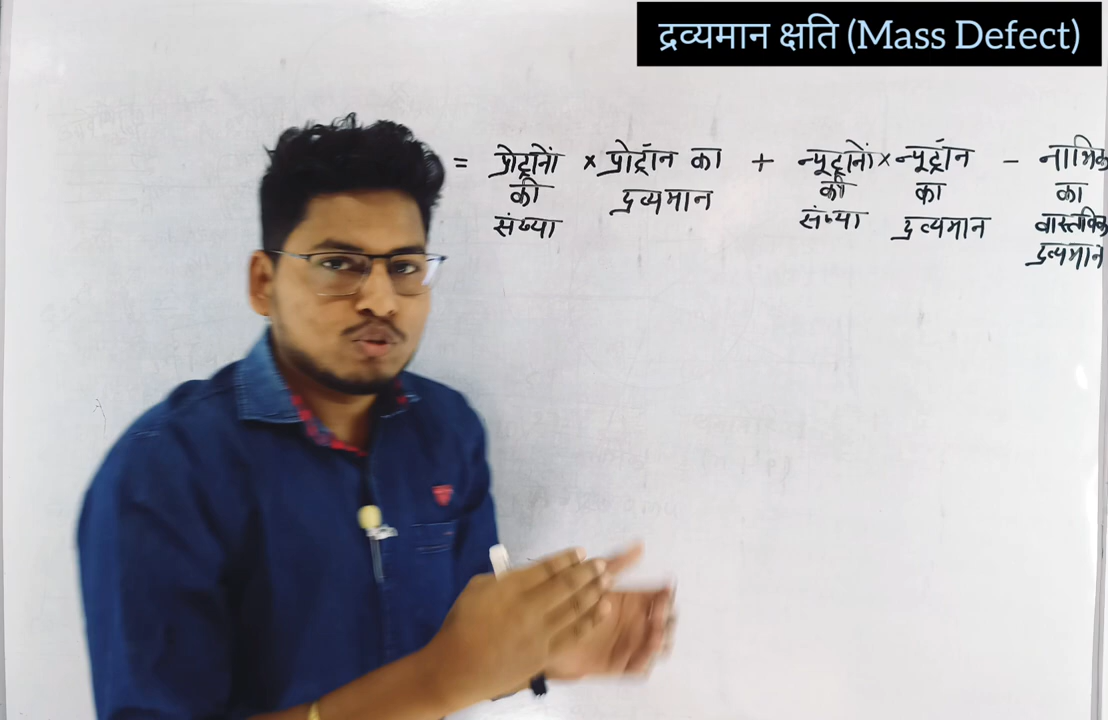 द्रव्यमान क्षति (Mass Defect)
= प्रोट्रॉनों × प्रोट्रॉन का + न्यूट्रॉनों × न्यूट्रॉन – नाभिक
की द्रव्यमान की का का
संख्या संख्या द्रव्यमान वास्तविक
द्रव्यमान